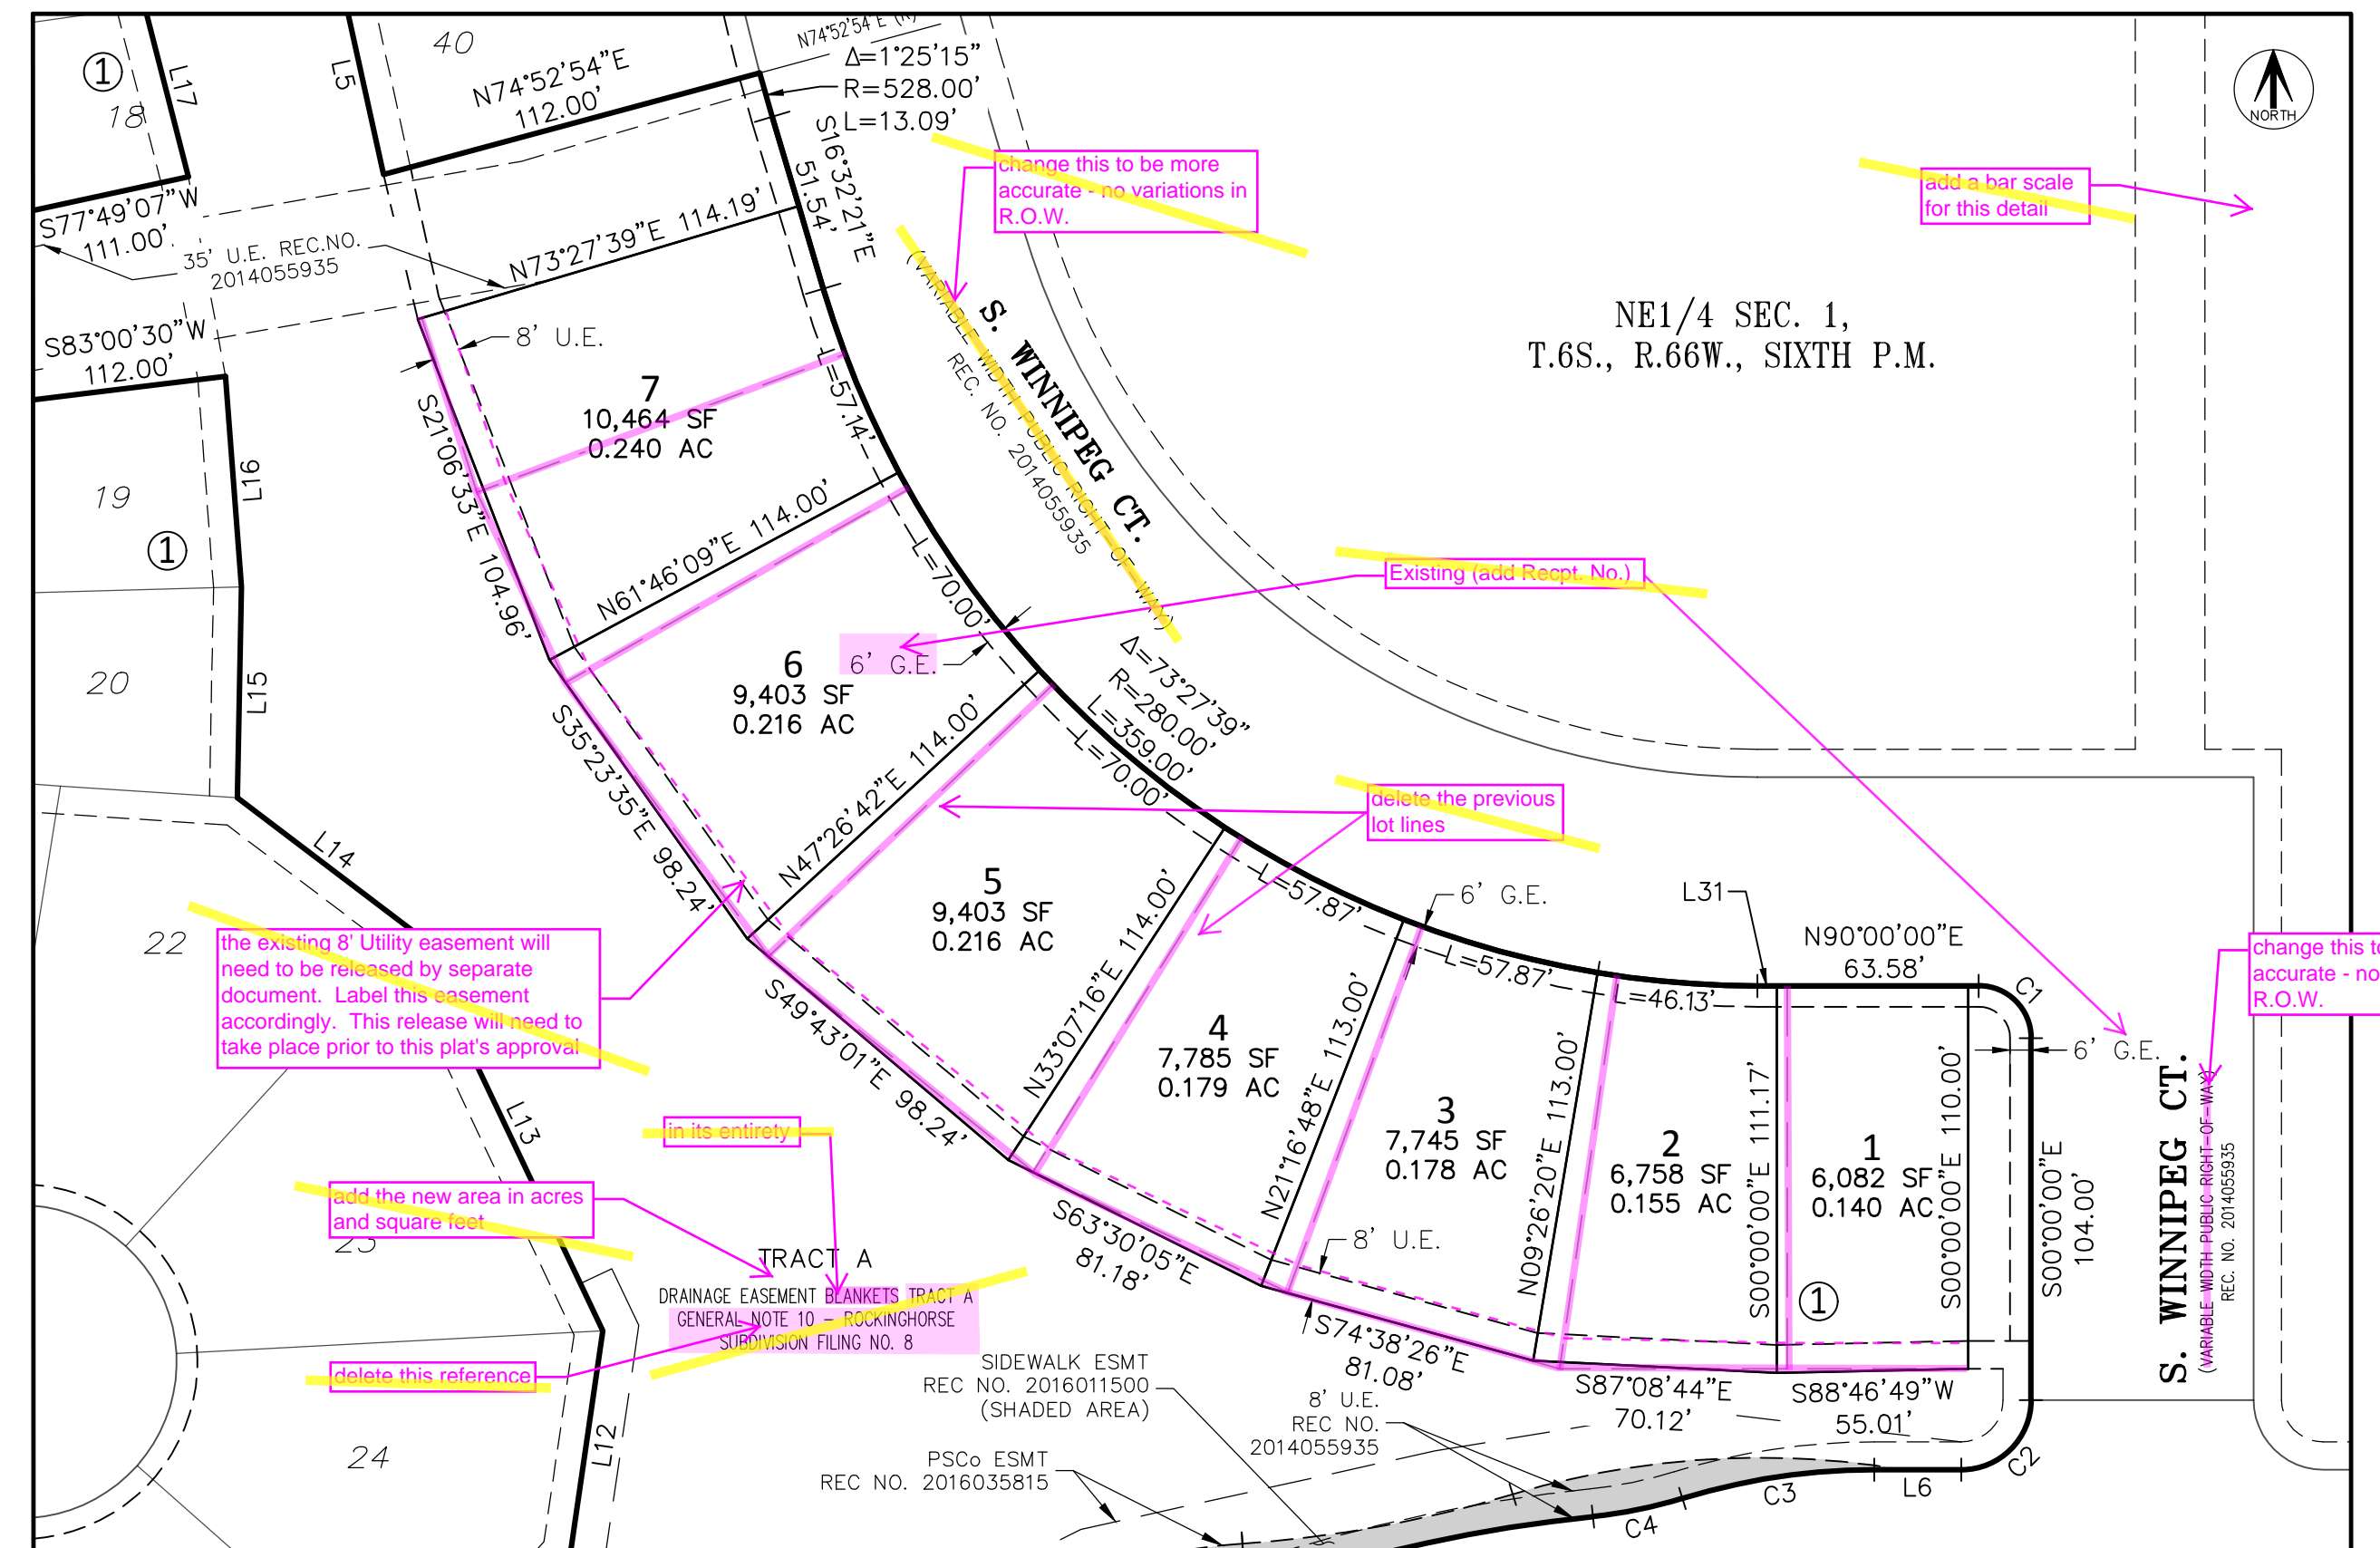 40
N74°52'54"E (R)
Δ=1°25'15"
R=528.00'
L=13.09'
1
18
L17
L5
N74°52'54"E
112.00'
NORTH
S16°32'21"E
51.54'
change this to be more
accurate - no variations in
R.O.W.
add a bar scale
for this detail
S77°49'07"W
111.00'
35' U.E. REC.NO.
2014055935
N73°27'39"E 114.19'
S83°00'30"W
112.00'
8' U.E.
7
10,464 SF
0.240 AC
L=57.14'
S. WINNIPEG CT.
(VARIABLE WIDTH PUBLIC RIGHT-OF-WAY)
REC. NO. 2014055935
NE1/4 SEC. 1,
T.6S., R.66W., SIXTH P.M.
S21°06'33"E 104.96'
19
L16
1
N61°46'09"E 114.00'
L=70.00'
Existing (add Recpt. No.)
20
L15
6
9,403 SF
0.216 AC
6' G.E.
Δ=73°27'39"
R=280.00'
L=359.00'
L=70.00'
S35°23'35"E 98.24'
N47°26'42"E 114.00'
delete the previous
lot lines
L14
5
9,403 SF
0.216 AC
L=57.87'
6' G.E.
L31
N90°00'00"E
63.58'
C1
22
the existing 8' Utility easement will
need to be released by separate
document. Label this easement
accordingly. This release will need to
take place prior to this plat's approval
change this to
accurate - no
R.O.W.
S49°43'01"E 98.24'
N33°07'16"E 114.00'
L=57.87'
L=46.13'
4
7,785 SF
0.179 AC
N21°16'48"E 113.00'
3
7,745 SF
0.178 AC
N09°26'20"E 113.00'
2
6,758 SF
0.155 AC
S00°00'00"E 111.17'
1
6,082 SF
0.140 AC
S00°00'00"E 110.00'
6' G.E.
S00°00'00"E
104.00'
S. WINNIPEG CT.
(VARIABLE WIDTH PUBLIC RIGHT-OF-WAY)
REC. NO. 2014055935
L13
in its entirety
add the new area in acres
and square feet
23
TRACT A
DRAINAGE EASEMENT BLANKETS TRACT A
GENERAL NOTE 10 - ROCKINGHORSE
SUBDIVISION FILING NO. 8
delete this reference
S63°30'05"E
81.18'
8' U.E.
1
S74°38'26"E
81.08'
S87°08'44"E
70.12'
S88°46'49"W
55.01'
SIDEWALK ESMT
REC NO. 2016011500
(SHADED AREA)
8' U.E.
REC NO.
2014055935
PSCo ESMT
REC NO. 2016035815
24
L12
C2
L6
C3
C4